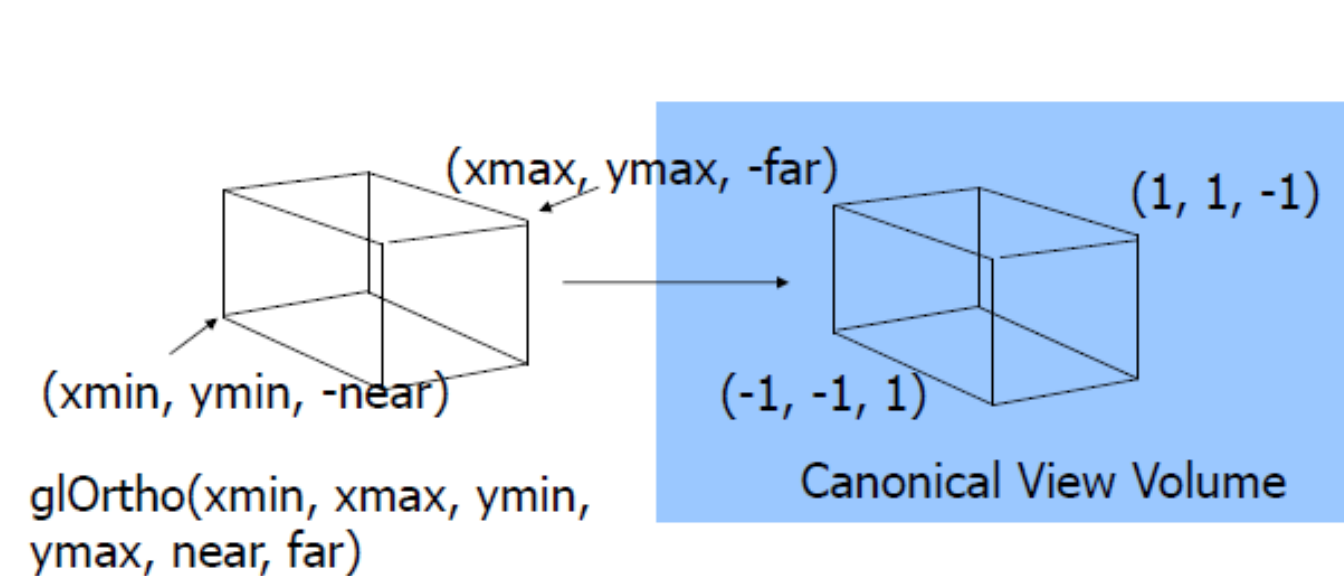 (xmax, ymax, -far)
(1, 1, -1)
(xmin, ymin, -near)
(-1, -1, 1)
Canonical View Volume
glOrtho(xmin, xmax, ymin,
ymax, near, far)